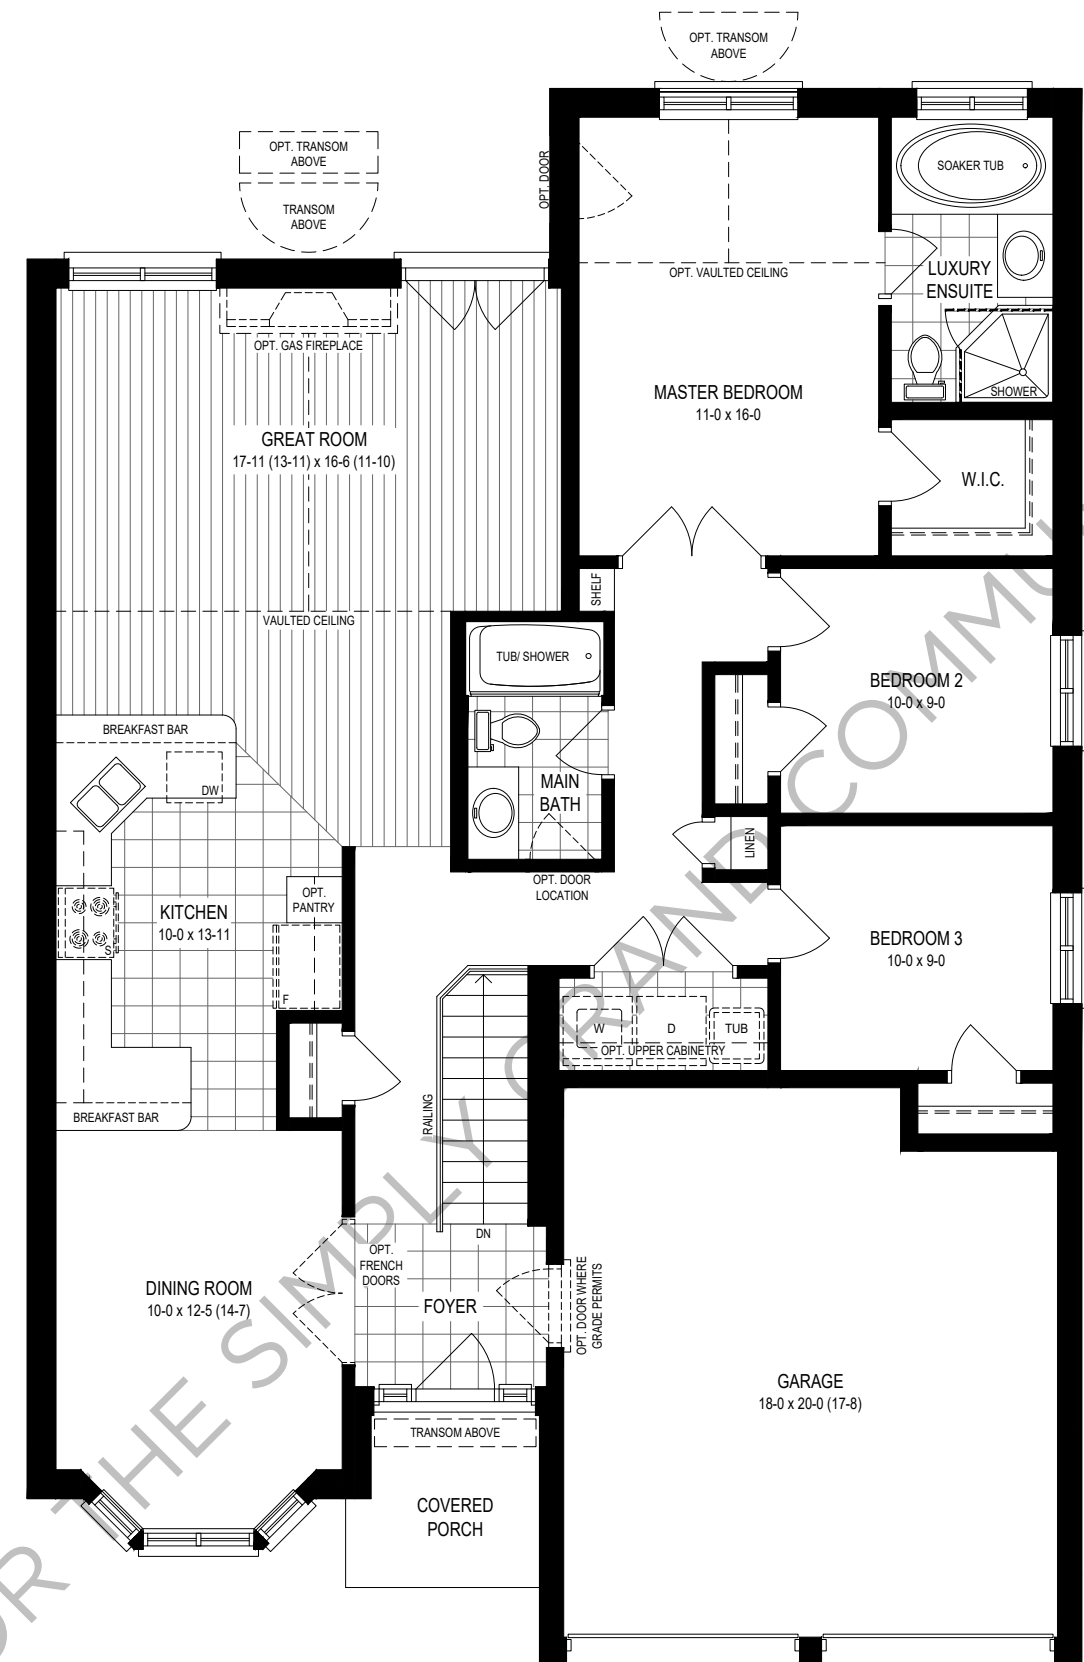 OPT. TRANSOM
ABOVE
OPT. TRANSOM
ABOVE
TRANSOM
ABOVE
OPT. DOOR
SOAKER TUB
OPT. VAULTED CEILING
LUXURY
ENSUITE
OPT. GAS FIREPLACE
SHOWER
MASTER BEDROOM
11-0 x 16-0
GREAT ROOM
17-11 (13-11) x 16-6 (11-10)
W.I.C.
SHELF
VAULTED CEILING
TUB/ SHOWER
BEDROOM 2
10-0 x 9-0
BREAKFAST BAR
DW
MAIN
BATH
LINEN
OPT. DOOR
LOCATION
OPT.
PANTRY
KITCHEN
10-0 x 13-11
S
F
BEDROOM 3
10-0 x 9-0
W
D
TUB
OPT. UPPER CABINETRY
BREAKFAST BAR
RAILING
DN
OPT.
FRENCH
DOORS
FOYER
OPT. DOOR WHERE
GRADE PERMITS
DINING ROOM
10-0 x 12-5 (14-7)
GARAGE
18-0 x 20-0 (17-8)
TRANSOM ABOVE
COVERED
PORCH
OR THE SIMPLY GRAND COMMU